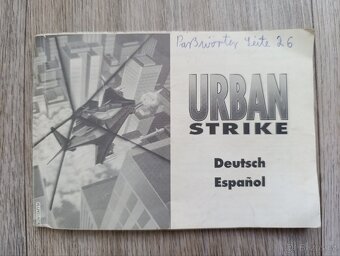 Paßwörter Seite 26
URBAN
STRIKE
Deutsch
Español